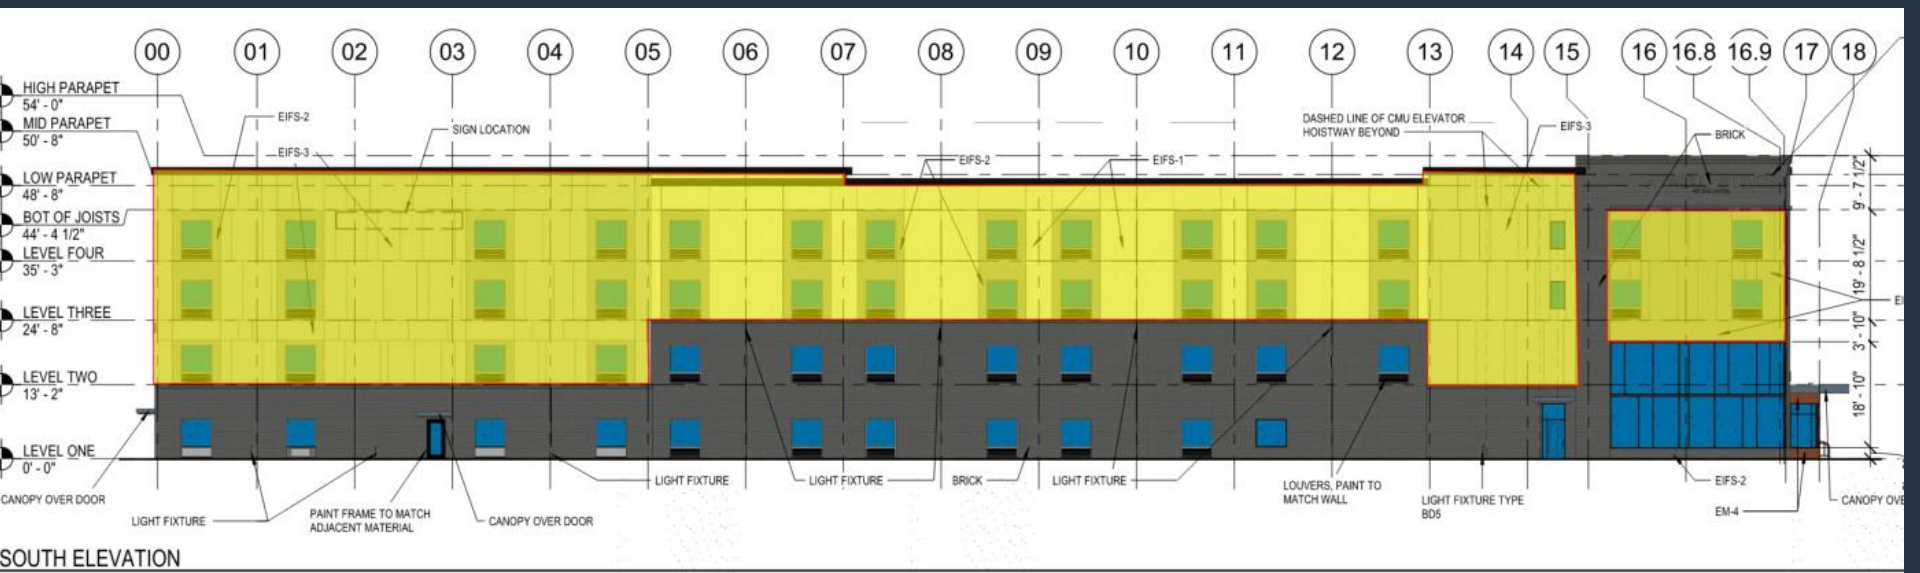 00 01 02 03 04 05 06 07 08 09 10 11 12 13 14 15 16 16.8 16.9 17 18
HIGH PARAPET
54' - 0"
MID PARAPET
50' - 8"
LOW PARAPET
48' - 8"
BOT OF JOISTS
44' - 4 1/2"
LEVEL FOUR
35' - 3"
LEVEL THREE
24' - 8"
LEVEL TWO
13' - 2"
LEVEL ONE
0' - 0"
EIFS-2
SIGN LOCATION
EIFS-3
EIFS-2
EIFS-1
DASHED LINE OF CMU ELEVATOR
HOISTWAY BEYOND
EIFS-3
BRICK
9' - 7 1/2"
19' - 8 1/2"
3' - 10"
18' - 10"
EI
CANOPY OVER DOOR
LIGHT FIXTURE
PAINT FRAME TO MATCH
ADJACENT MATERIAL
CANOPY OVER DOOR
LIGHT FIXTURE
LIGHT FIXTURE
BRICK
LIGHT FIXTURE
LOUVERS, PAINT TO
MATCH WALL
LIGHT FIXTURE TYPE
BD5
EIFS-2
EM-4
CANOPY OVE
SOUTH ELEVATION